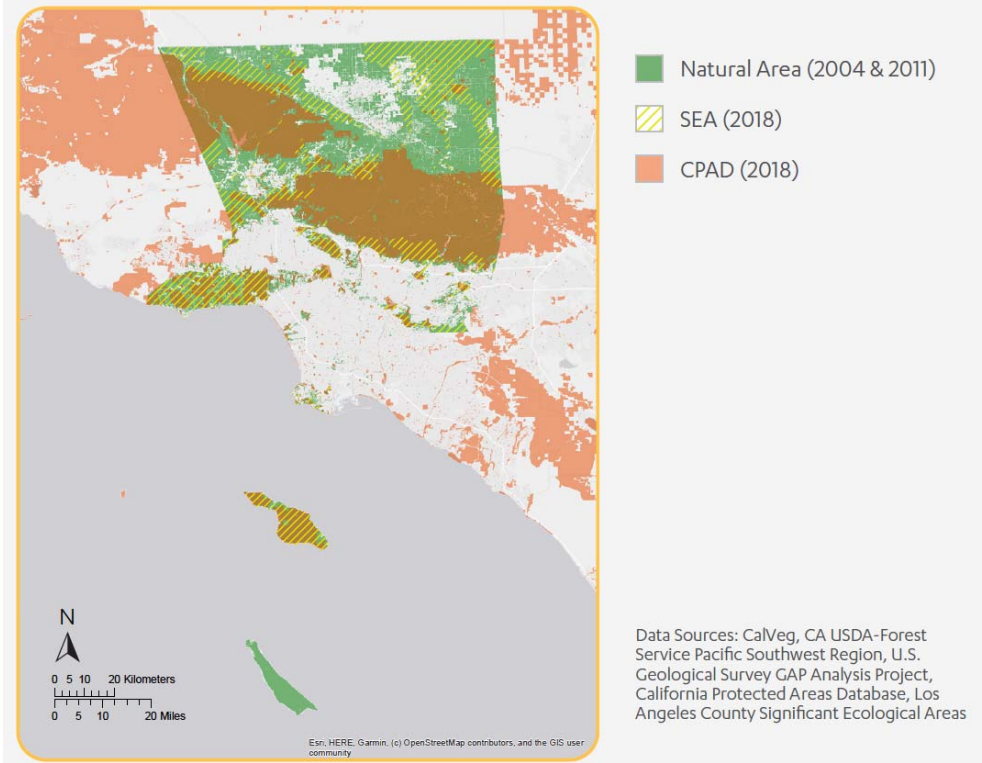 Natural Area (2004 & 2011)
SEA (2018)
CPAD (2018)
N
0 5 10 20 Kilometers
0 5 10 20 Miles
Esri, HERE, Garmin, (c) OpenStreetMap contributors, and the GIS user
community
Data Sources: CalVeg, CA USDA-Forest
Service Pacific Southwest Region, U.S.
Geological Survey GAP Analysis Project,
California Protected Areas Database, Los
Angeles County Significant Ecological Areas